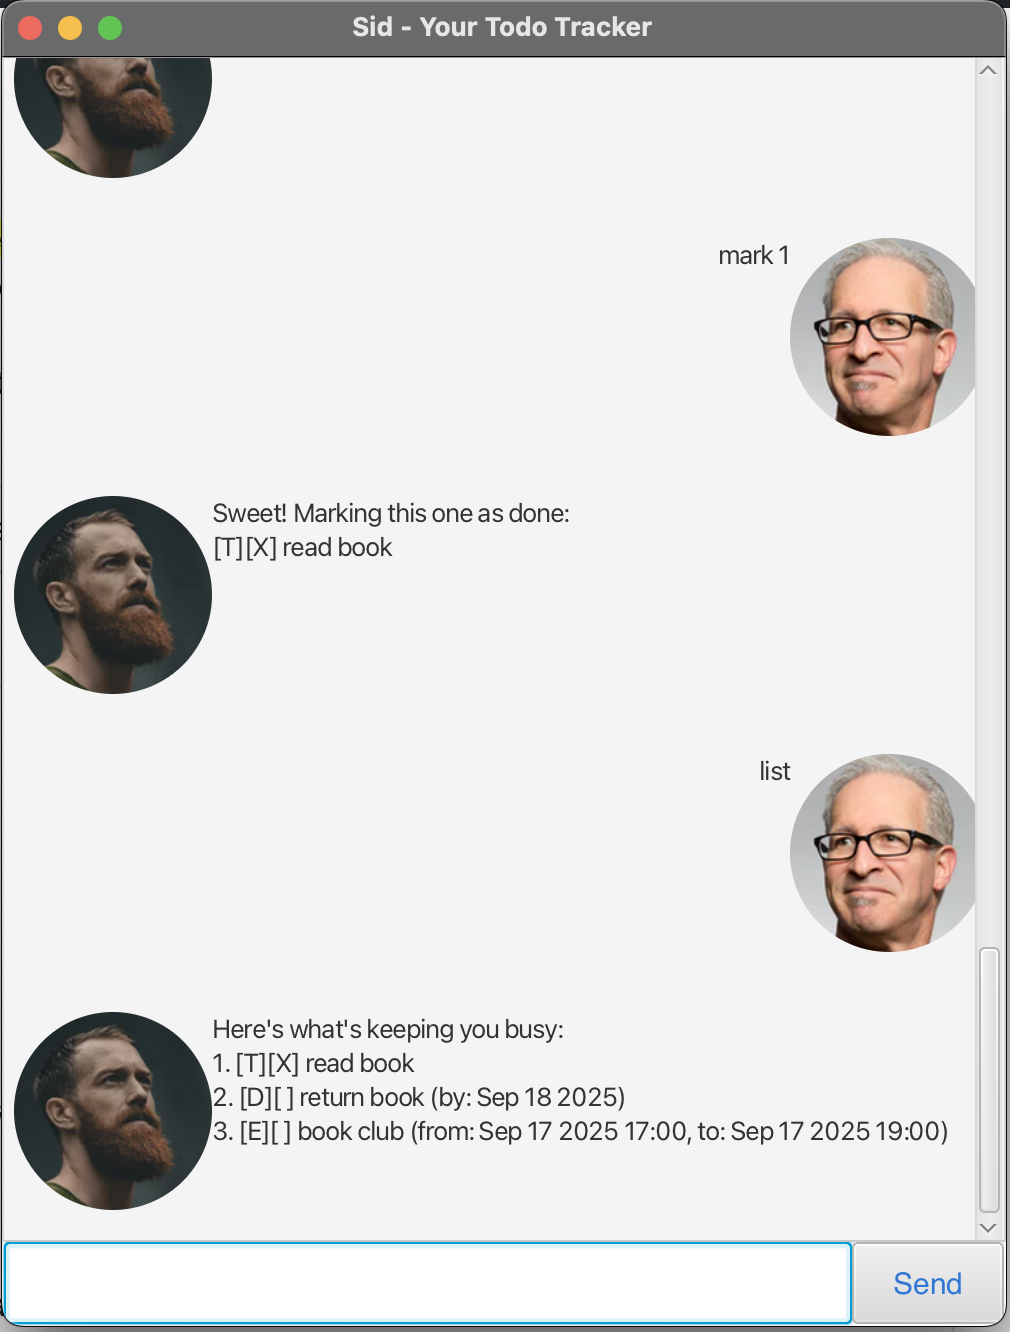 Sid - Your Todo Tracker
mark 1
Sweet! Marking this one as done:
[T][X] read book
list
Here's what's keeping you busy:
1. [T][X] read book
2. [D][ ] return book (by: Sep 18 2025)
3. [E][ ] book club (from: Sep 17 2025 17:00, to: Sep 17 2025 19:00)
Send